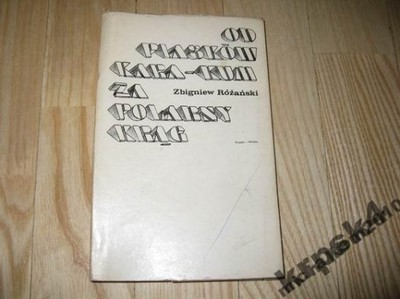 OD
PIASKÓW
KARA-KUM
Zbigniew Różański
ZA
POLARNY
KRĄG